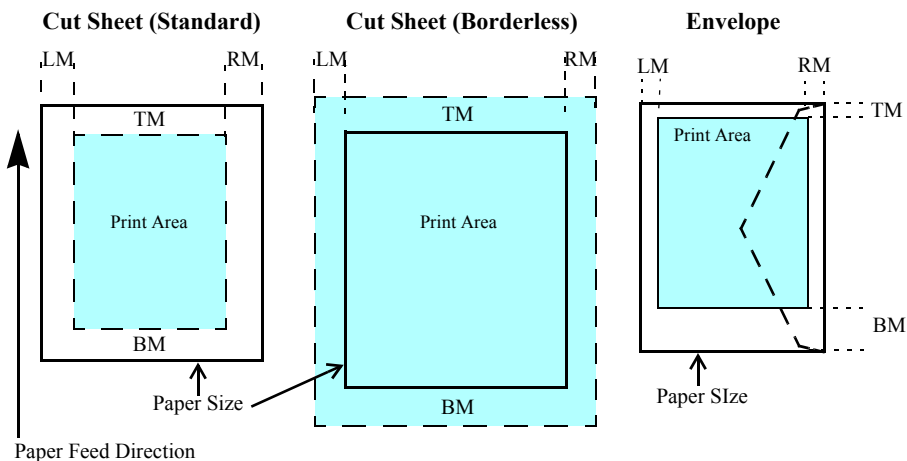 Cut Sheet (Standard)
Cut Sheet (Borderless)
Envelope
LM
RM
LM
RM
LM
RM
TM
TM
TM
Print Area
Print Area
Print Area
BM
BM
BM
Paper Size
Paper SIze
Paper Feed Direction